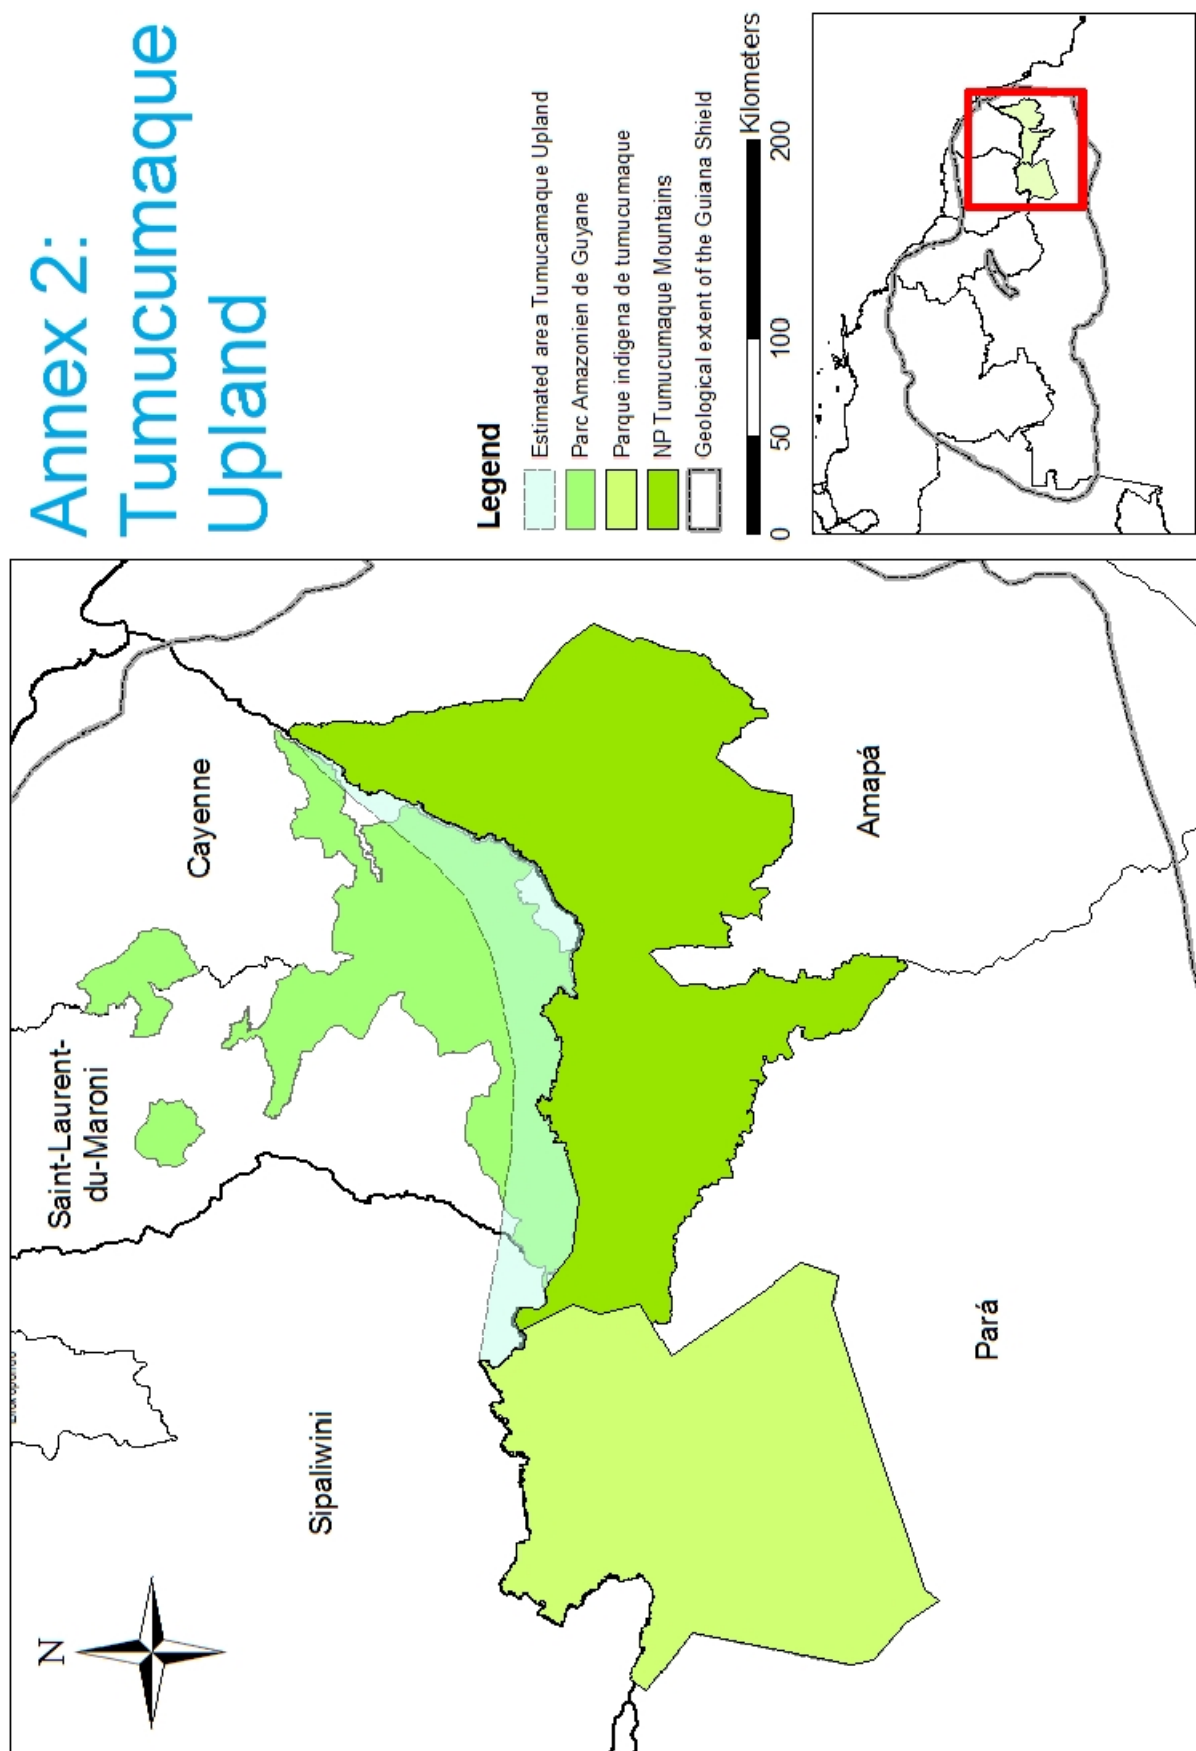 Annex 2:
Tumucumaque
Upland
Legend
Estimated area Tumucamaque Upland
Parc Amazonien de Guyane
Parque indigena de tumucumaque
NP Tumucumaque Mountains
Geological extent of the Guiana Shield
Kilometers
0 50 100 200
N
Saint-Laurent-
du-Maroni
Cayenne
Sipaliwini
Amapá
Pará